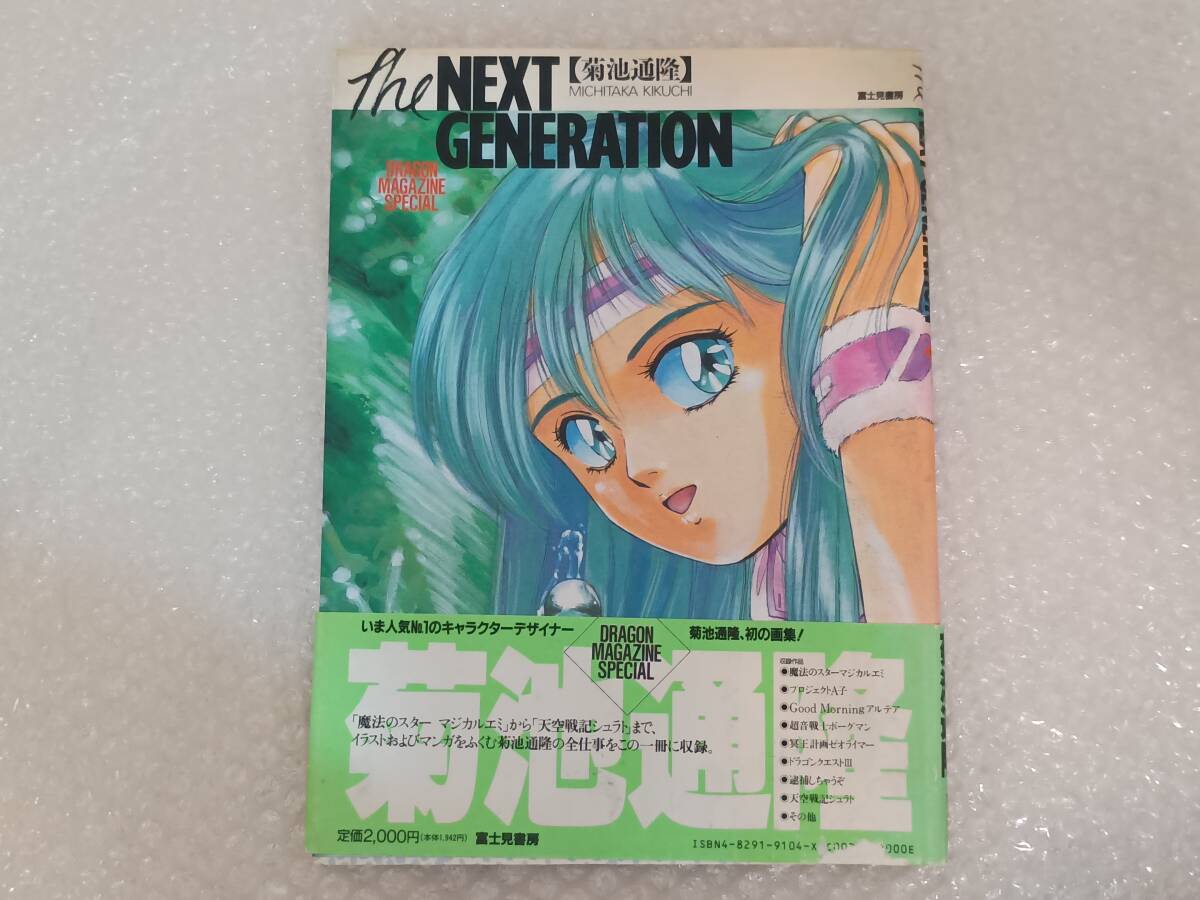 The NEXT
GENERATION
【菊池通隆】
MICHITAKA KIKUCHI
富士見書房
DRAGON
MAGAZINE
SPECIAL
いま人気№1のキャラクターデザイナー
DRAGON
MAGAZINE
SPECIAL
菊池通隆、初の画集!
菊池通隆
「魔法のスター マジカルエミ」から「天空戦記シュラト」まで、
イラストおよびマンガをふくむ菊池通隆の全仕事をこの一冊に収録。
収録作品
●魔法のスターマジカルエミ
●プロジェクトA子
●Good Morningアルテア
●超音戦士ボーグマン
●冥王計画ゼオライマー
●ドラゴンクエストIII
●逮捕しちゃうぞ
●天空戦記シュラト
●その他
定価2,000円(本体1,942円) 富士見書房
ISBN4-8291-9104-X
000E